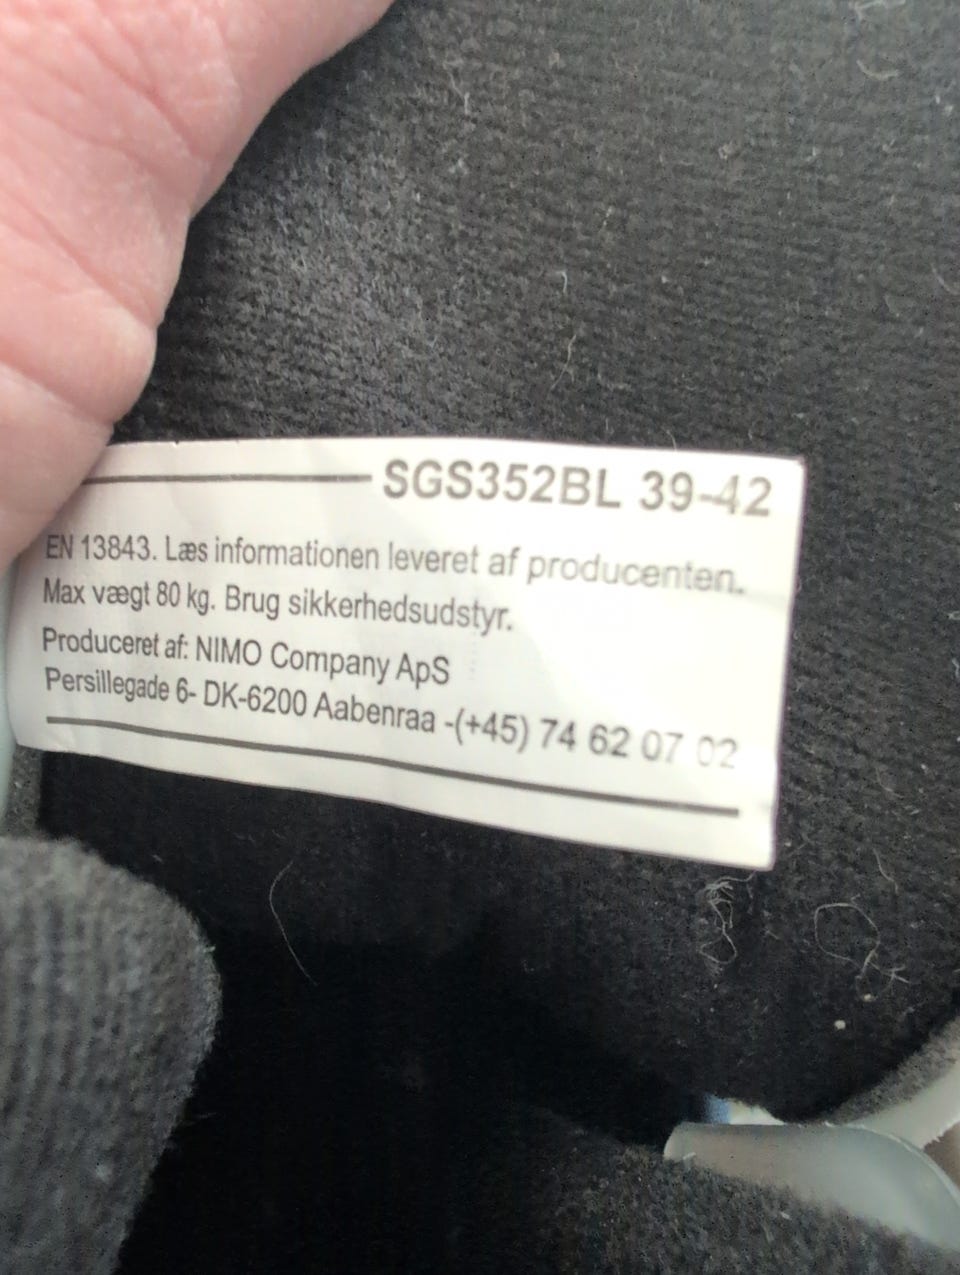 SGS352BL 39-42
EN 13843. Læs informationen leveret af producenten.
Max vægt 80 kg. Brug sikkerhedsudstyr.
Produceret af: NIMO Company ApS
Persillegade 6- DK-6200 Aabenraa -(+45) 74 62 07 02